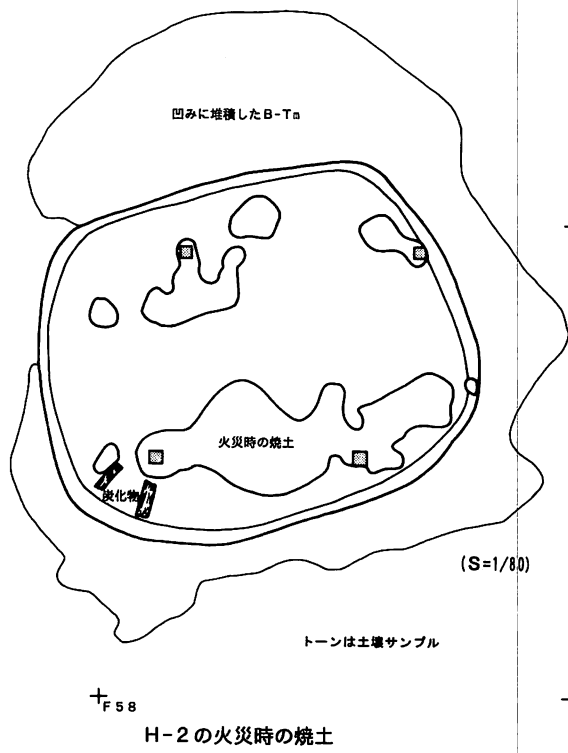 凹みに堆積したB-Tm
火災時の焼土
炭化物
(S=1/80)
トーンは土壌サンプル
F58
H-2の火災時の焼土